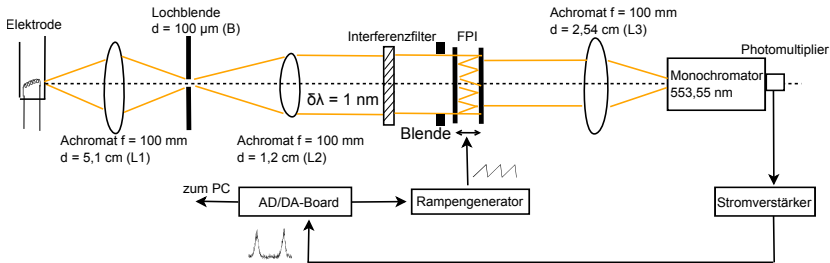 Elektrode
Lochblende
d = 100 µm (B)
Interferenzfilter
FPI
Achromat f = 100 mm
d = 2,54 cm (L3)
Photomultiplier
Monochromator
553,55 nm
δλ = 1 nm
Blende
Achromat f = 100 mm
d = 5,1 cm (L1)
Achromat f = 100 mm
d = 1,2 cm (L2)
zum PC
AD/DA-Board
Rampengenerator
Stromverstärker